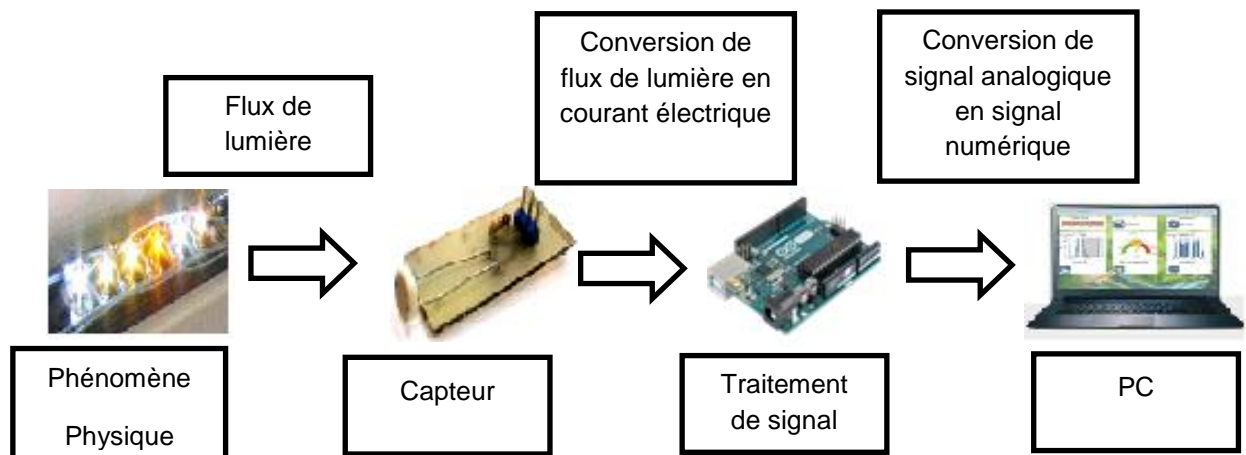 Flux de
lumière
Conversion de
flux de lumière en
courant électrique
Conversion de
signal analogique
en signal
numérique
Phénomène
Physique
Capteur
Traitement
de signal
PC